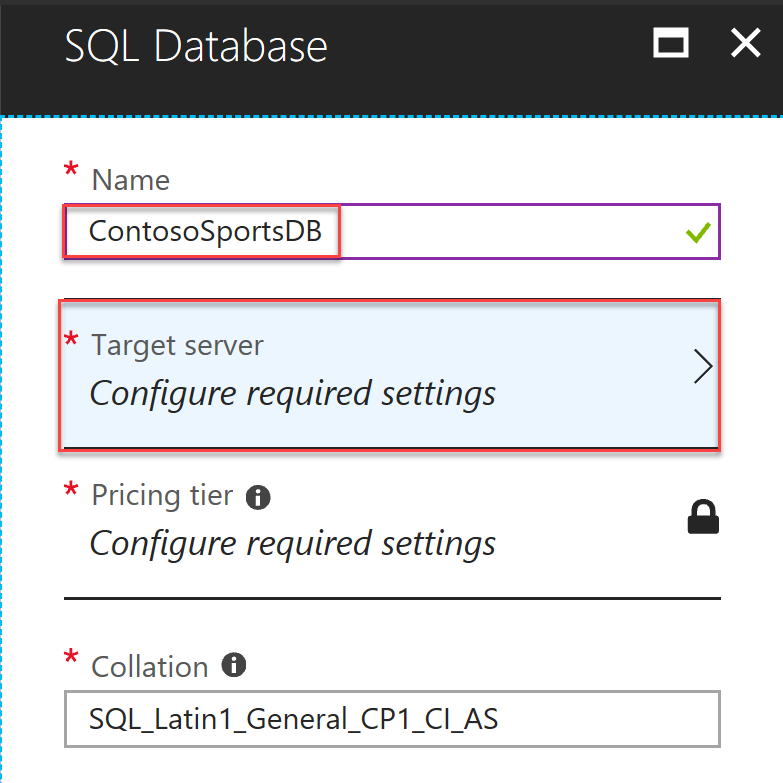 SQL Database
* Name
ContosoSportsDB
* Target server
Configure required settings
* Pricing tier
Configure required settings
* Collation
SQL_Latin1_General_CP1_CI_AS